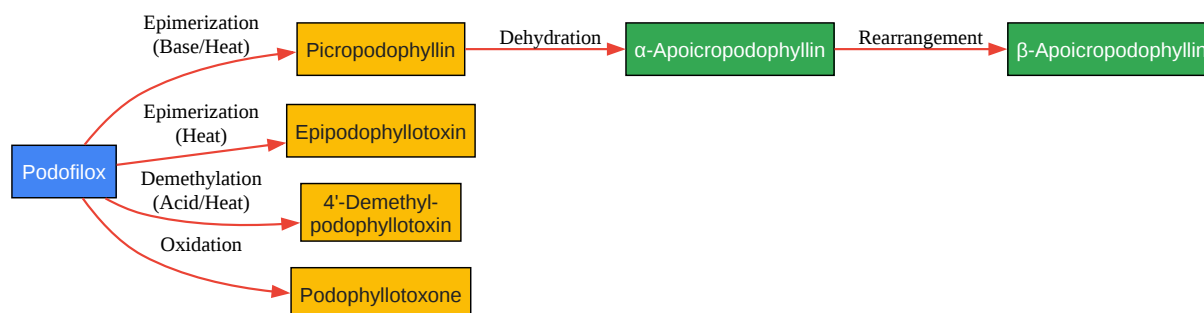 Epimerization
(Base/Heat)
Picropodophyllin
Dehydration
α-Apoicropodophyllin
Rearrangement
β-Apoicropodophyllin
Epimerization
(Heat)
Epipodophyllotoxin
Podofilox
Demethylation
(Acid/Heat)
4'-Demethyl-
podophyllotoxin
Oxidation
Podophyllotoxone